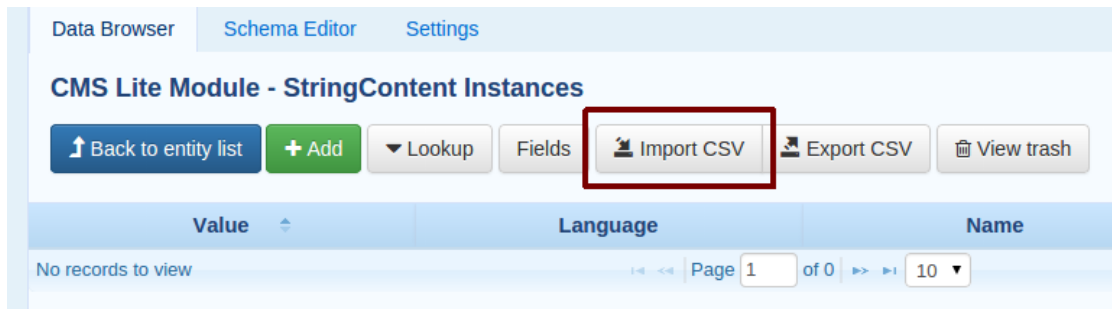 Data Browser Schema Editor Settings
CMS Lite Module - StringContent Instances
Back to entity list + Add Lookup Fields Import CSV Export CSV View trash
Value Language Name
No records to view Page 1 of 0 10